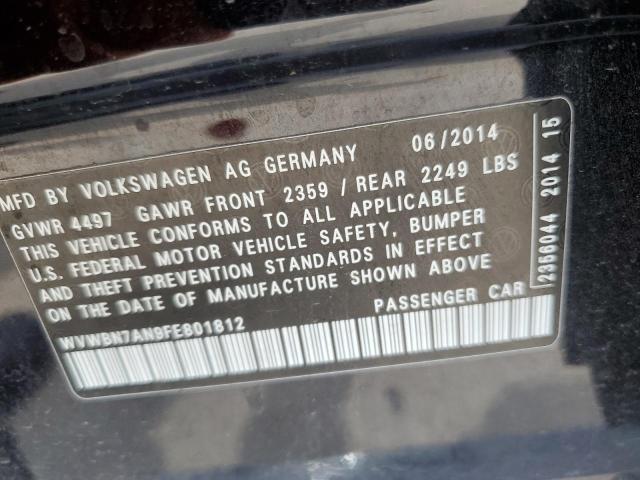 MFD BY VOLKSWAGEN AG GERMANY 06/2014
GVWR 4497 GAWR FRONT 2359 / REAR 2249 LBS
THIS VEHICLE CONFORMS TO ALL APPLICABLE
U.S. FEDERAL MOTOR VEHICLE SAFETY, BUMPER
AND THEFT PREVENTION STANDARDS IN EFFECT
ON THE DATE OF MANUFACTURE SHOWN ABOVE
PASSENGER CAR
WVWBN7AN9FE801812
2356044 2014 15